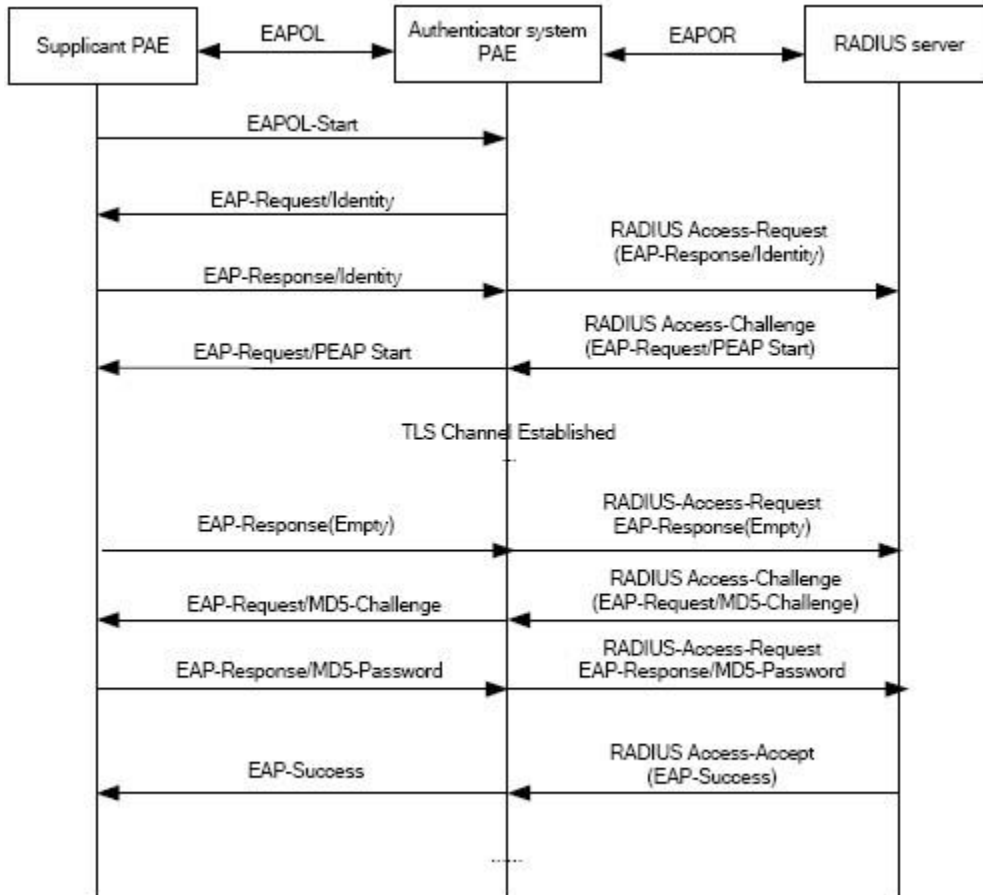 Supplicant PAE
EAPOL
Authenticator system
PAE
EAPOR
RADIUS server
EAPOL-Start
EAP-Request/Identity
RADIUS Access-Request
(EAP-Response/Identity)
EAP-Response/Identity
RADIUS Access-Challenge
(EAP-Request/PEAP Start)
EAP-Request/PEAP Start
TLS Channel Established
EAP-Response(Empty)
RADIUS-Access-Request
EAP-Response(Empty)
RADIUS Access-Challenge
(EAP-Request/MD5-Challenge)
EAP-Request/MD5-Challenge
RADIUS-Access-Request
EAP-Response/MD5-Password
EAP-Response/MD5-Password
RADIUS Access-Accept
(EAP-Success)
EAP-Success